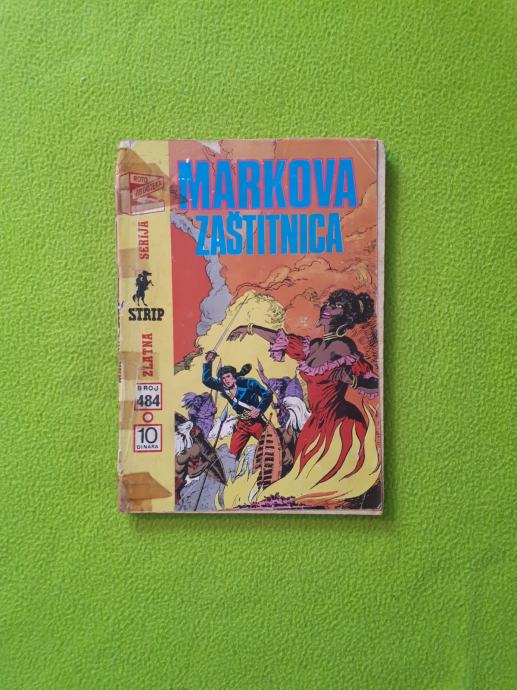 ROTO
MARKOVA
ZAŠTITNICA
ZLATNA SERIJA
STRIP
BROJ
484
10
DINARA